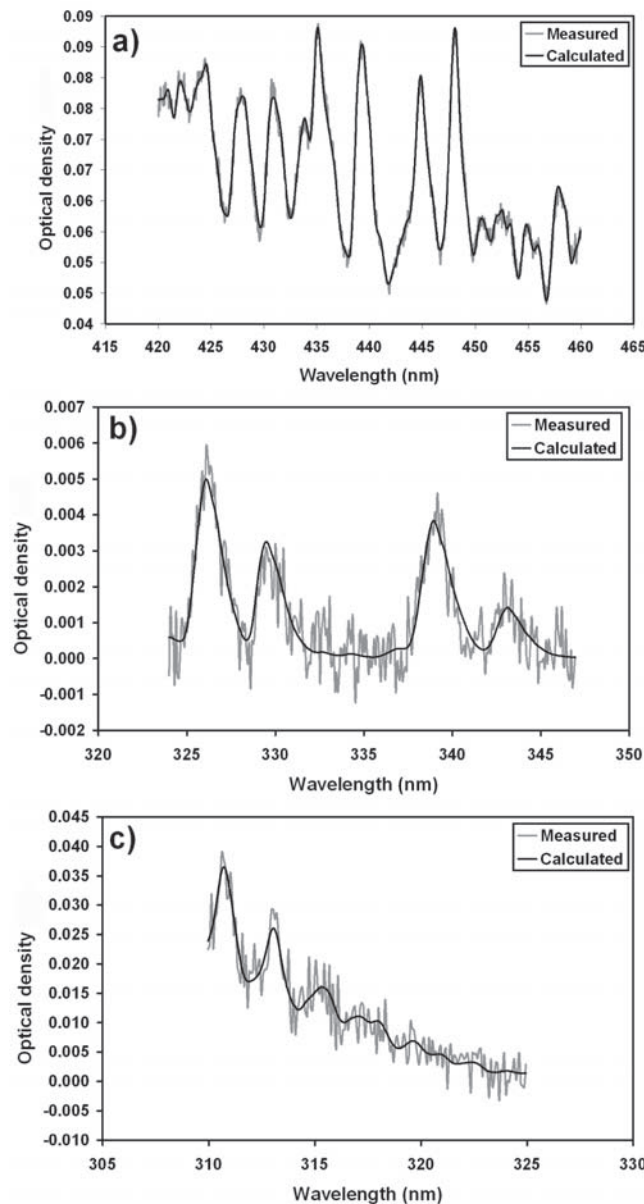 a)
Measured
Calculated
0.09
0.08
0.08
0.07
0.07
0.06
0.06
0.05
0.05
0.04
Optical density
415 420 425 430 435 440 445 450 455 460 465
Wavelength (nm)
b)
Measured
Calculated
0.007
0.006
0.005
0.004
0.003
0.002
0.001
0.000
-0.001
-0.002
Optical density
320 325 330 335 340 345 350
Wavelength (nm)
c)
Measured
Calculated
0.045
0.040
0.035
0.030
0.025
0.020
0.015
0.010
0.005
0.000
-0.005
-0.010
Optical density
305 310 315 320 325 330
Wavelength (nm)